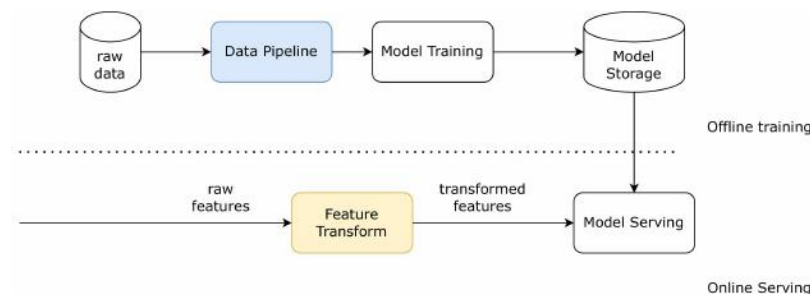 raw
data
Data Pipeline
Model Training
Model
Storage
Offline training
raw
features
Feature
Transform
transformed
features
Model Serving
Online Serving